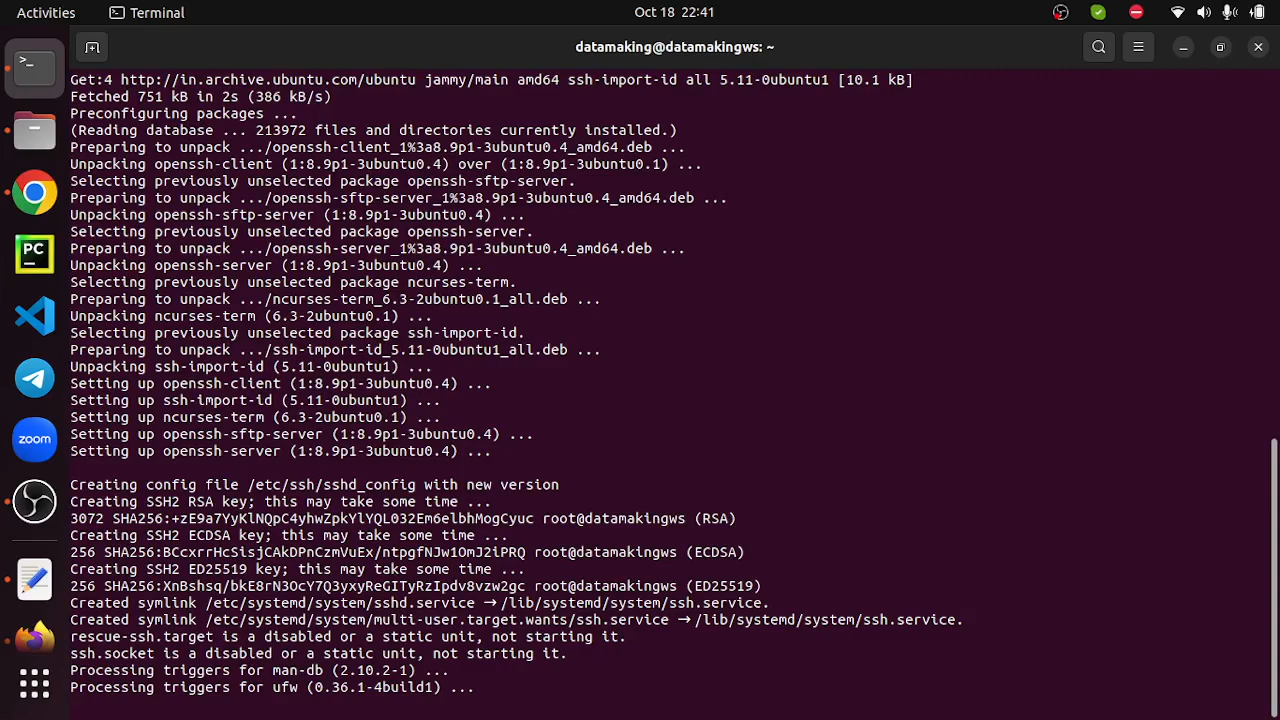 Activities
Terminal
Oct 18 22:41
datamaking@datamakingws: ~
Get:4 http://in.archive.ubuntu.com/ubuntu jammy/main amd64 ssh-import-id all 5.11-0ubuntu1 [10.1 kB]
Fetched 751 kB in 2s (386 kB/s)
Preconfiguring packages ...
(Reading database ... 213972 files and directories currently installed.)
Preparing to unpack .../openssh-client_1%3a8.9p1-3ubuntu0.4_amd64.deb ...
Unpacking openssh-client (1:8.9p1-3ubuntu0.4) over (1:8.9p1-3ubuntu0.1) ...
Selecting previously unselected package openssh-sftp-server.
Preparing to unpack .../openssh-sftp-server_1%3a8.9p1-3ubuntu0.4_amd64.deb ...
Unpacking openssh-sftp-server (1:8.9p1-3ubuntu0.4) ...
Selecting previously unselected package openssh-server.
Preparing to unpack .../openssh-server_1%3a8.9p1-3ubuntu0.4_amd64.deb ...
Unpacking openssh-server (1:8.9p1-3ubuntu0.4) ...
Selecting previously unselected package ncurses-term.
Preparing to unpack .../ncurses-term_6.3-2ubuntu0.1_all.deb ...
Unpacking ncurses-term (6.3-2ubuntu0.1) ...
Selecting previously unselected package ssh-import-id.
Preparing to unpack .../ssh-import-id_5.11-0ubuntu1_all.deb ...
Unpacking ssh-import-id (5.11-0ubuntu1) ...
Setting up openssh-client (1:8.9p1-3ubuntu0.4) ...
Setting up ssh-import-id (5.11-0ubuntu1) ...
Setting up ncurses-term (6.3-2ubuntu0.1) ...
Setting up openssh-sftp-server (1:8.9p1-3ubuntu0.4) ...
Setting up openssh-server (1:8.9p1-3ubuntu0.4) ...
Creating config file /etc/ssh/sshd_config with new version
Creating SSH2 RSA key; this may take some time ...
3072 SHA256:+zE9a7YyKlNQpC4yhwZpkYlYQL032Em6elbhMogCyuc root@datamakingws (RSA)
Creating SSH2 ECDSA key; this may take some time ...
256 SHA256:BCcxrrHcSisjCAkDPnCzmVuEx/ntpgfNJw1OmJ2iPRQ root@datamakingws (ECDSA)
Creating SSH2 ED25519 key; this may take some time ...
256 SHA256:XnBshsq/bkE8rN3OcY7Q3yxyReGITyRzIpdv8vzw2gc root@datamakingws (ED25519)
Created symlink /etc/systemd/system/sshd.service → /lib/systemd/system/ssh.service.
Created symlink /etc/systemd/system/multi-user.target.wants/ssh.service → /lib/systemd/system/ssh.service.
rescue-ssh.target is a disabled or a static unit, not starting it.
ssh.socket is a disabled or a static unit, not starting it.
Processing triggers for man-db (2.10.2-1) ...
Processing triggers for ufw (0.36.1-4build1) ...
PC
zoom